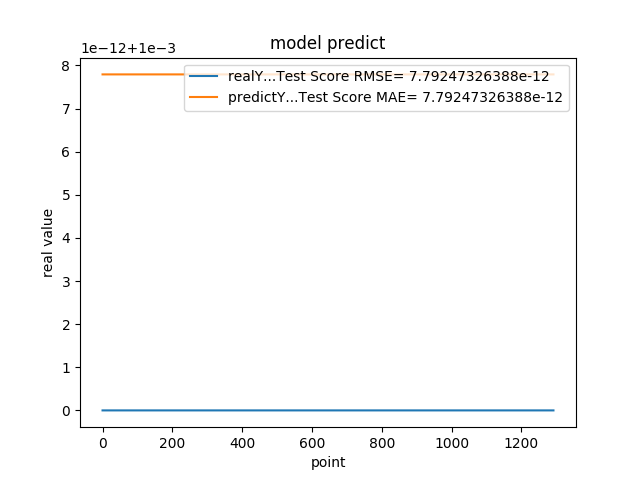 model predict
1e−12+1e−3
realY...Test Score RMSE= 7.79247326388e-12
predictY...Test Score MAE= 7.79247326388e-12
8
7
6
5
4
3
2
1
0
real value
0 200 400 600 800 1000 1200
point